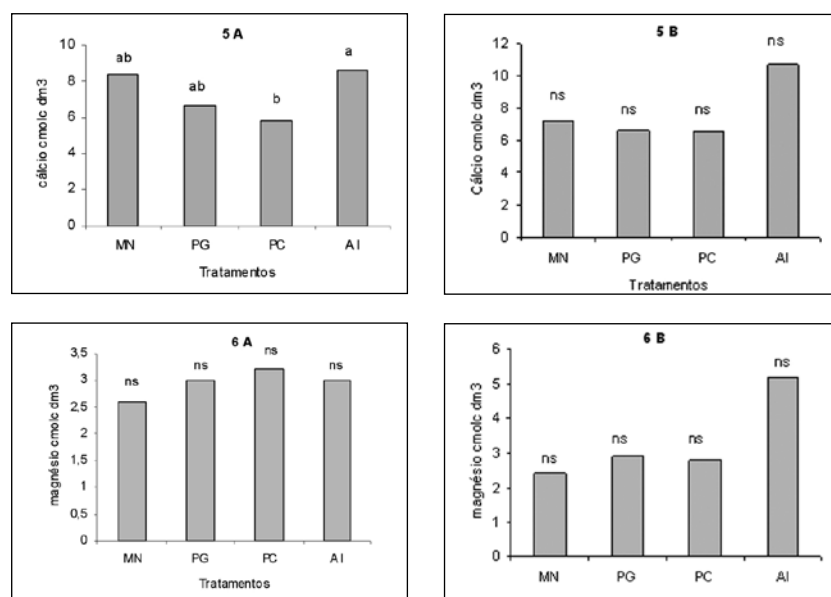 5 A
cálcio cmolc dm3
10
8
6
4
2
0
ab
ab
b
a
MN PG PC AI
Tratamentos
5 B
Cálcio cmolc dm3
12
10
8
6
4
2
0
ns
ns
ns
ns
MN PG PC AI
Tratamentos
6 A
magnésio cmolc dm3
3,5
3
2,5
2
1,5
1
0,5
0
ns
ns
ns
ns
MN PG PC AI
Tratamentos
6 B
magnésio cmolc dm3
6
5
4
3
2
1
0
ns
ns
ns
ns
MN PG PC AI